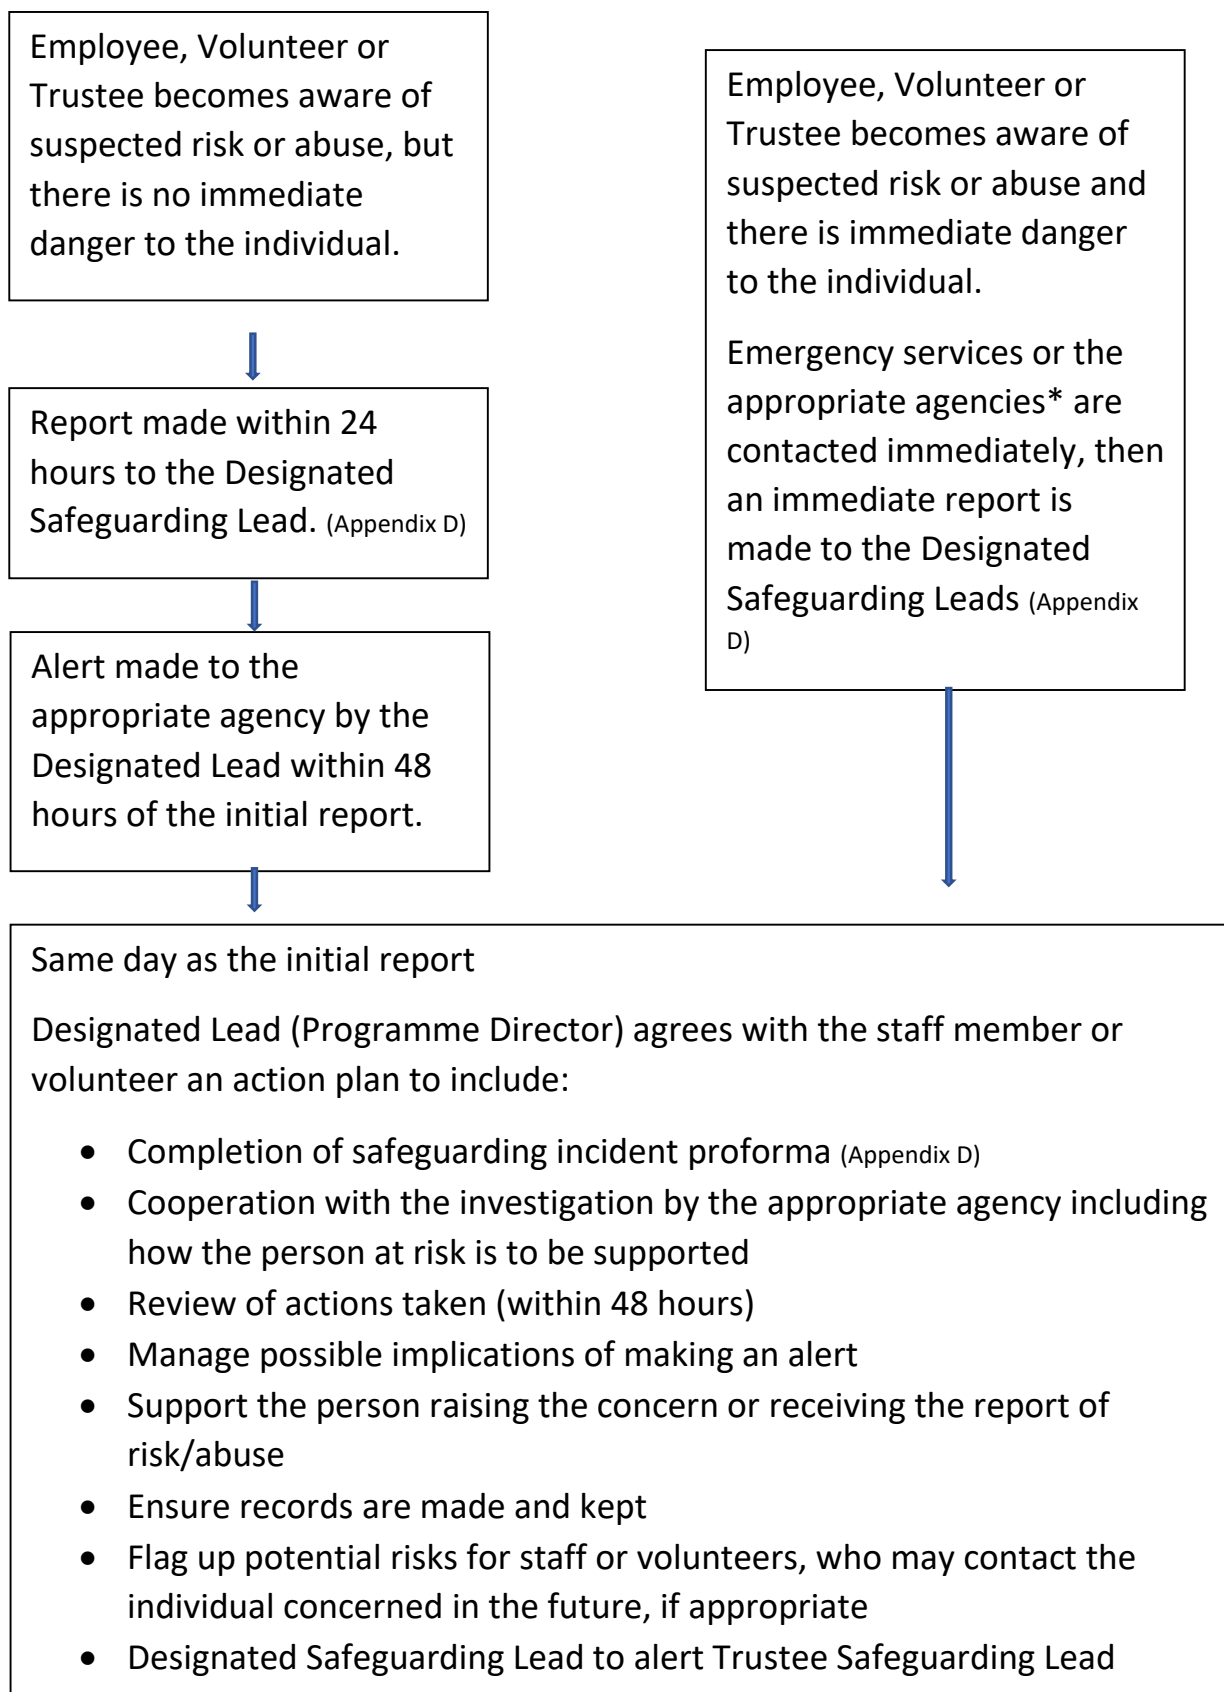 Employee, Volunteer or
Trustee becomes aware of
suspected risk or abuse, but
there is no immediate
danger to the individual.
Report made within 24
hours to the Designated
Safeguarding Lead. (Appendix D)
Alert made to the
appropriate agency by the
Designated Lead within 48
hours of the initial report.
Employee, Volunteer or
Trustee becomes aware of
suspected risk or abuse and
there is immediate danger
to the individual.
Emergency services or the
appropriate agencies* are
contacted immediately, then
an immediate report is
made to the Designated
Safeguarding Leads (Appendix
D)
Same day as the initial report
Designated Lead (Programme Director) agrees with the staff member or
volunteer an action plan to include:
• Completion of safeguarding incident proforma (Appendix D)
• Cooperation with the investigation by the appropriate agency including
how the person at risk is to be supported
• Review of actions taken (within 48 hours)
• Manage possible implications of making an alert
• Support the person raising the concern or receiving the report of
risk/abuse
• Ensure records are made and kept
• Flag up potential risks for staff or volunteers, who may contact the
individual concerned in the future, if appropriate
• Designated Safeguarding Lead to alert Trustee Safeguarding Lead